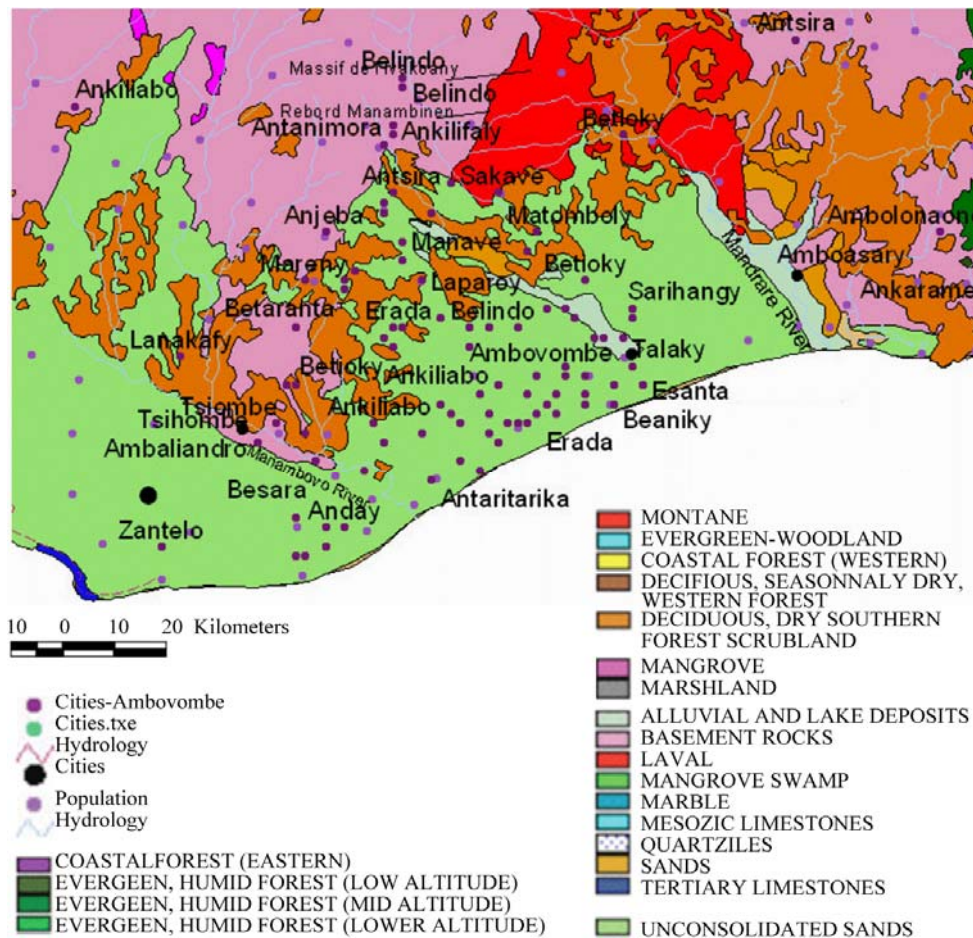 Antsira
Belindo
Massif de
Ankiliabo
Belindo
Rebord Manambinen
Antanimora
Ankilifaly
Betioky
Antsira
Sakave
Anjeba
Matomboly
Ambolonaon
Manave
Mareny
Betioky
Amboasary
Laparoy
Mandrare River
Ankarame
Betaranta
Erada
Belindo
Sarihangy
Lanakafy
Ambovombe
Talaky
Betioky
Ankiliabo
Esanta
Tsiombe
Ankiliabo
Beaniky
Tsihombe
Erada
Ambaliandro
Manambovo River
Besara
Antaritarika
Anday
Zantelo
10 0 10 20 Kilometers
Cities-Ambovombe
Cities.txe
Hydrology
Cities
Population
Hydrology
COASTALFOREST (EASTERN)
EVERGEEN, HUMID FOREST (LOW ALTITUDE)
EVERGEEN, HUMID FOREST (MID ALTITUDE)
EVERGEEN, HUMID FOREST (LOWER ALTITUDE)
MONTANE
EVERGREEN-WOODLAND
COASTAL FOREST (WESTERN)
DECIFIOUS, SEASONNALY DRY,
WESTERN FOREST
DECIDUOUS, DRY SOUTHERN
FOREST SCRUBLAND
MANGROVE
MARSHLAND
ALLUVIAL AND LAKE DEPOSITS
BASEMENT ROCKS
LAVAL
MANGROVE SWAMP
MARBLE
MESOZIC LIMESTONES
QUARTZILES
SANDS
TERTIARY LIMESTONES
UNCONSOLIDATED SANDS